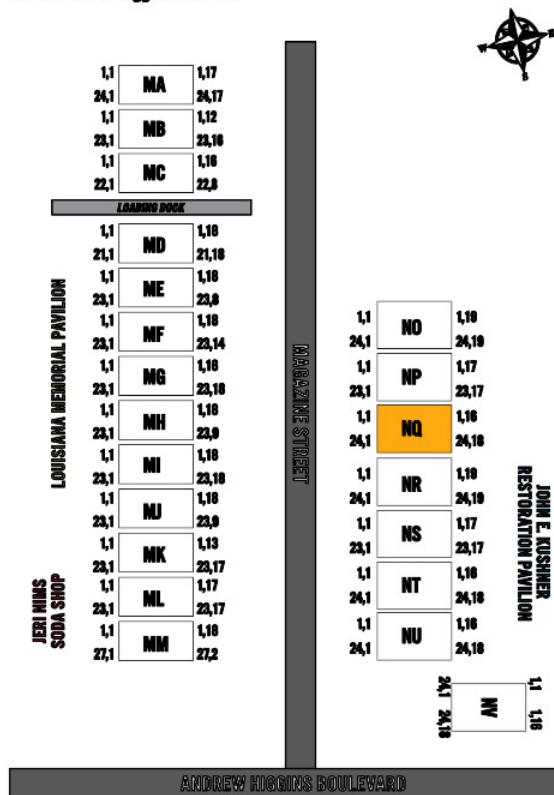 N
W
E
S
1,1 MA 1,17
24,1 24,17
1,1 MB 1,12
23,1 23,16
1,1 MC 1,16
22,1 22,8
LOADING DOCK
1,1 MD 1,18
21,1 21,18
1,1 ME 1,18
23,1 23,8
1,1 MF 1,18
23,1 23,14
1,1 MG 1,16
23,1 23,18
1,1 MH 1,18
23,1 23,9
1,1 MI 1,18
23,1 23,18
1,1 MJ 1,18
23,1 23,9
1,1 MK 1,13
23,1 23,17
1,1 ML 1,17
23,1 23,17
1,1 MM 1,18
27,1 27,2
LOUISIANA MEMORIAL PAVILION
JERI NIMS
SODA SHOP
MAGAZINE STREET
1,1 NO 1,19
24,1 24,19
1,1 NP 1,17
23,1 23,17
1,1 NQ 1,16
24,1 24,18
1,1 NR 1,19
24,1 24,19
1,1 NS 1,17
23,1 23,17
1,1 NT 1,16
24,1 24,18
1,1 NU 1,16
24,1 24,18
JOHN E. KUSHNER
RESTORATION PAVILION
1,1 NV 1,16
24,1 24,18
ANDREW HIGGINS BOULEVARD